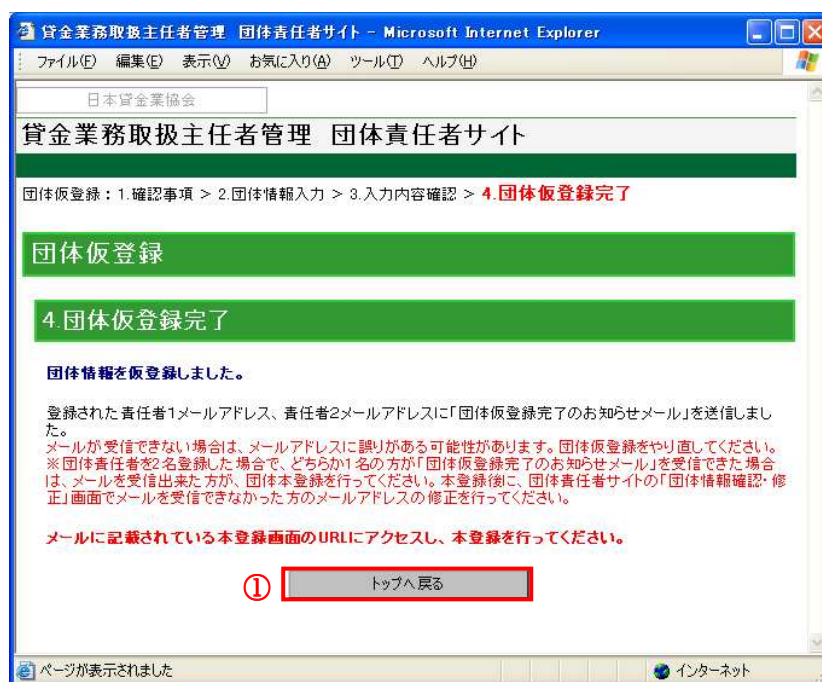 貸金業務取扱主任者管理 団体責任者サイト - Microsoft Internet Explorer
ファイル(F) 編集(E) 表示(V) お気に入り(A) ツール(T) ヘルプ(H)
日本貸金業協会
貸金業務取扱主任者管理 団体責任者サイト
団体仮登録：1.確認事項 > 2.団体情報入力 > 3.入力内容確認 > 4.団体仮登録完了
団体仮登録
4.団体仮登録完了
団体情報を仮登録しました。
登録された責任者1メールアドレス、責任者2メールアドレスに「団体仮登録完了のお知らせメール」を送信しまし
た。
メールが受信できない場合は、メールアドレスに誤りがある可能性があります。団体仮登録をやり直してください。
※団体責任者を2名登録した場合で、どちらか1名の方が「団体仮登録完了のお知らせメール」を受信できた場合
は、メールを受信出来た方が、団体本登録を行ってください。本登録後に、団体責任者サイトの「団体情報確認・修
正」画面でメールを受信できなかった方のメールアドレスの修正を行ってください。
メールに記載されている本登録画面のURLにアクセスし、本登録を行ってください。
① トップへ戻る
ページが表示されました インターネット